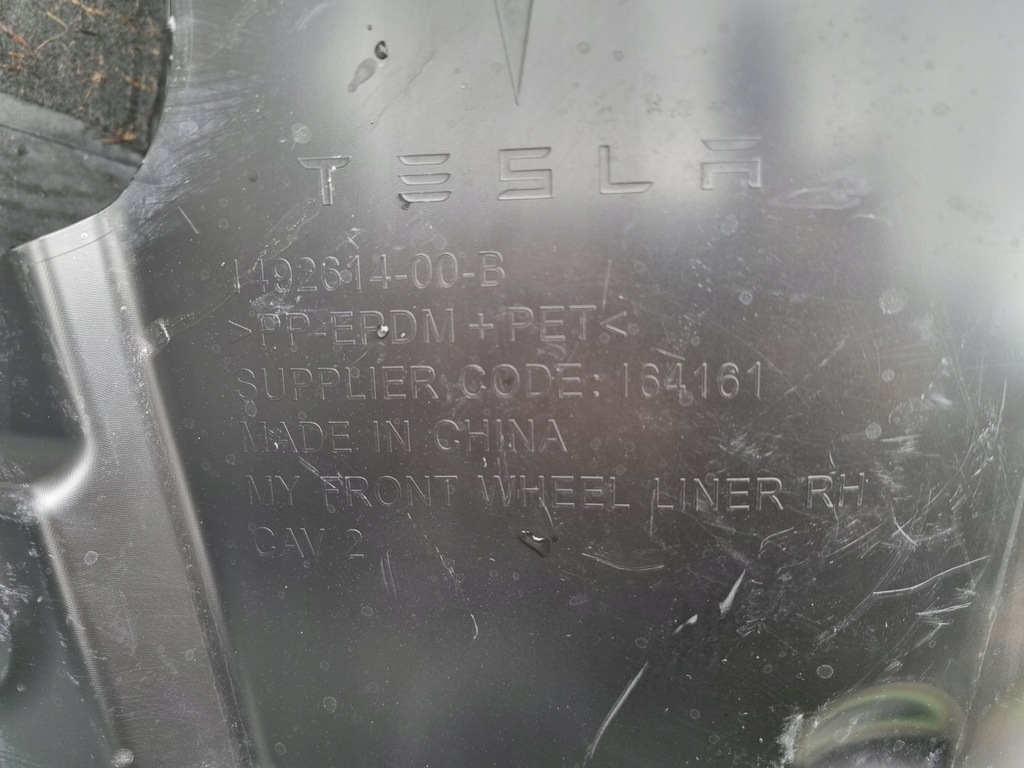 TESLA
1492614-00-B
>PP-EPDM+PET<
SUPPLIER CODE: 164161
MADE IN CHINA
MY FRONT WHEEL LINER RH
CAV 2